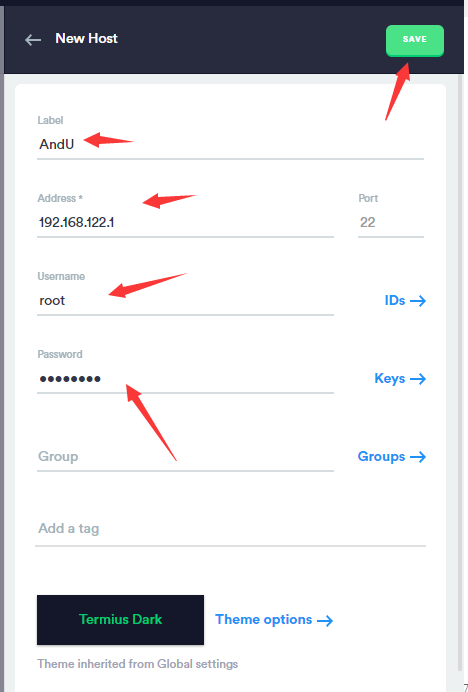 New Host
SAVE
Label
AndU
Address *
Port
192.168.122.1
22
Username
root
IDs
Password
●●●●●●●●
Keys
Group
Groups
Add a tag
Termius Dark
Theme options
Theme inherited from Global settings
7